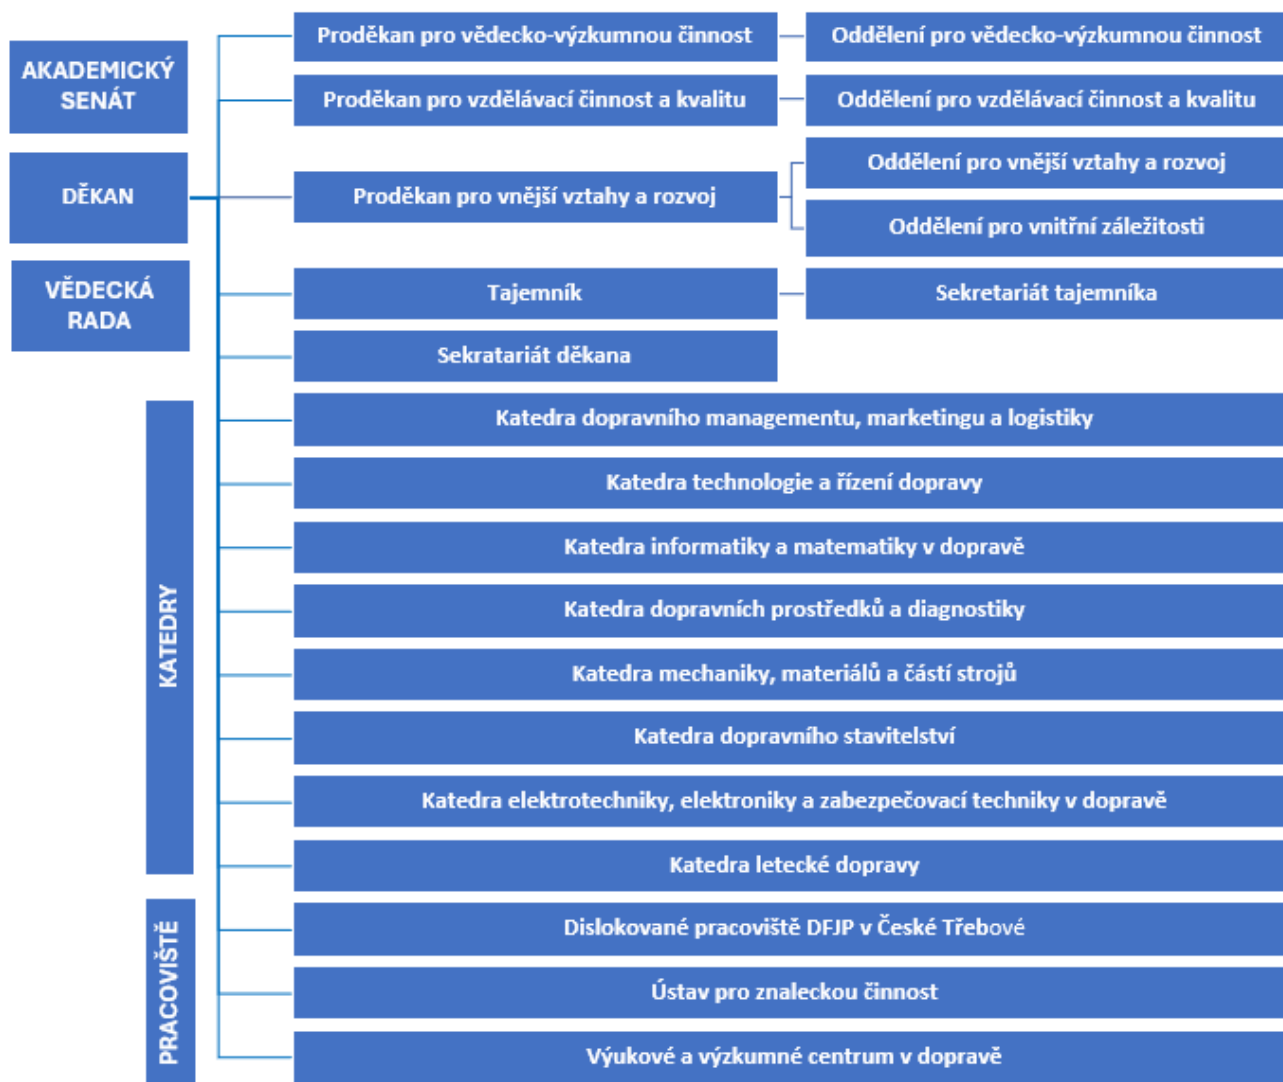 AKADEMICKÝ
SENÁT
DĚKAN
VĚDECKÁ
RADA
Proděkan pro vědecko-výzkumnou činnost
Oddělení pro vědecko-výzkumnou činnost
Proděkan pro vzdělávací činnost a kvalitu
Oddělení pro vzdělávací činnost a kvalitu
Proděkan pro vnější vztahy a rozvoj
Oddělení pro vnější vztahy a rozvoj
Oddělení pro vnitřní záležitosti
Tajemník
Sekretariát tajemníka
Sekratariát děkana
KATEDRY
Katedra dopravního managementu, marketingu a logistiky
Katedra technologie a řízení dopravy
Katedra informatiky a matematiky v dopravě
Katedra dopravních prostředků a diagnostiky
Katedra mechaniky, materiálů a částí strojů
Katedra dopravního stavitelství
Katedra elektrotechniky, elektroniky a zabezpečovací techniky v dopravě
Katedra letecké dopravy
PRACOVIŠTĚ
Dislokované pracoviště DFJP v České Třebové
Ústav pro znaleckou činnost
Výukové a výzkumné centrum v dopravě